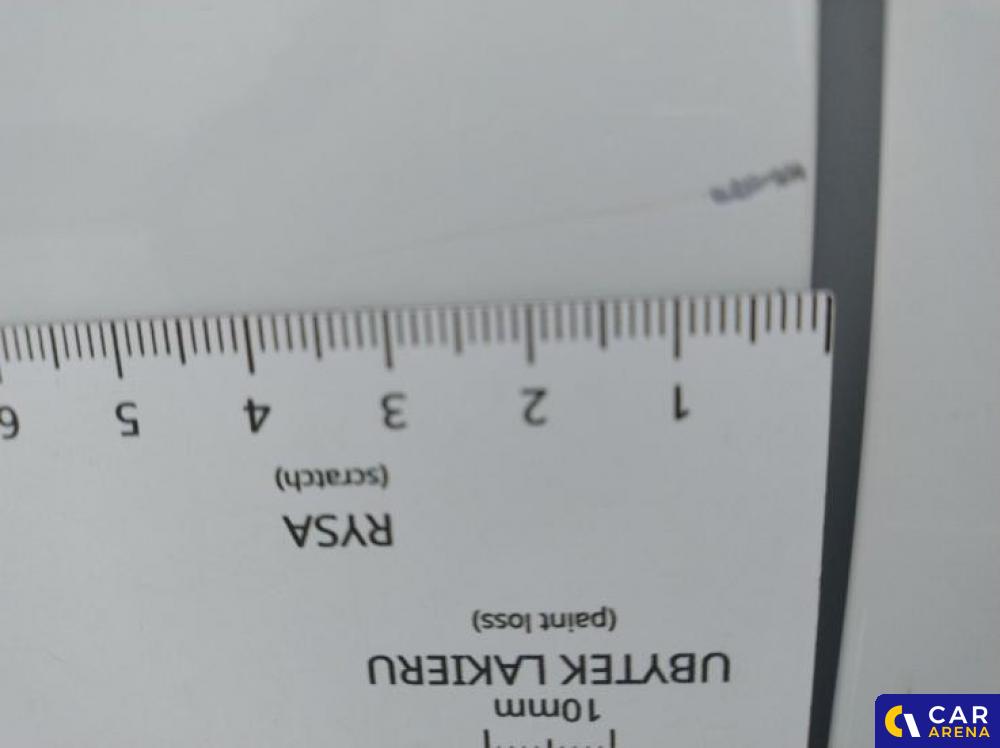 1 2 3 4 5 6
(scratch)
RYSA
(paint loss)
UBYTEK LAKIERU
10mm
CAR
ARENA